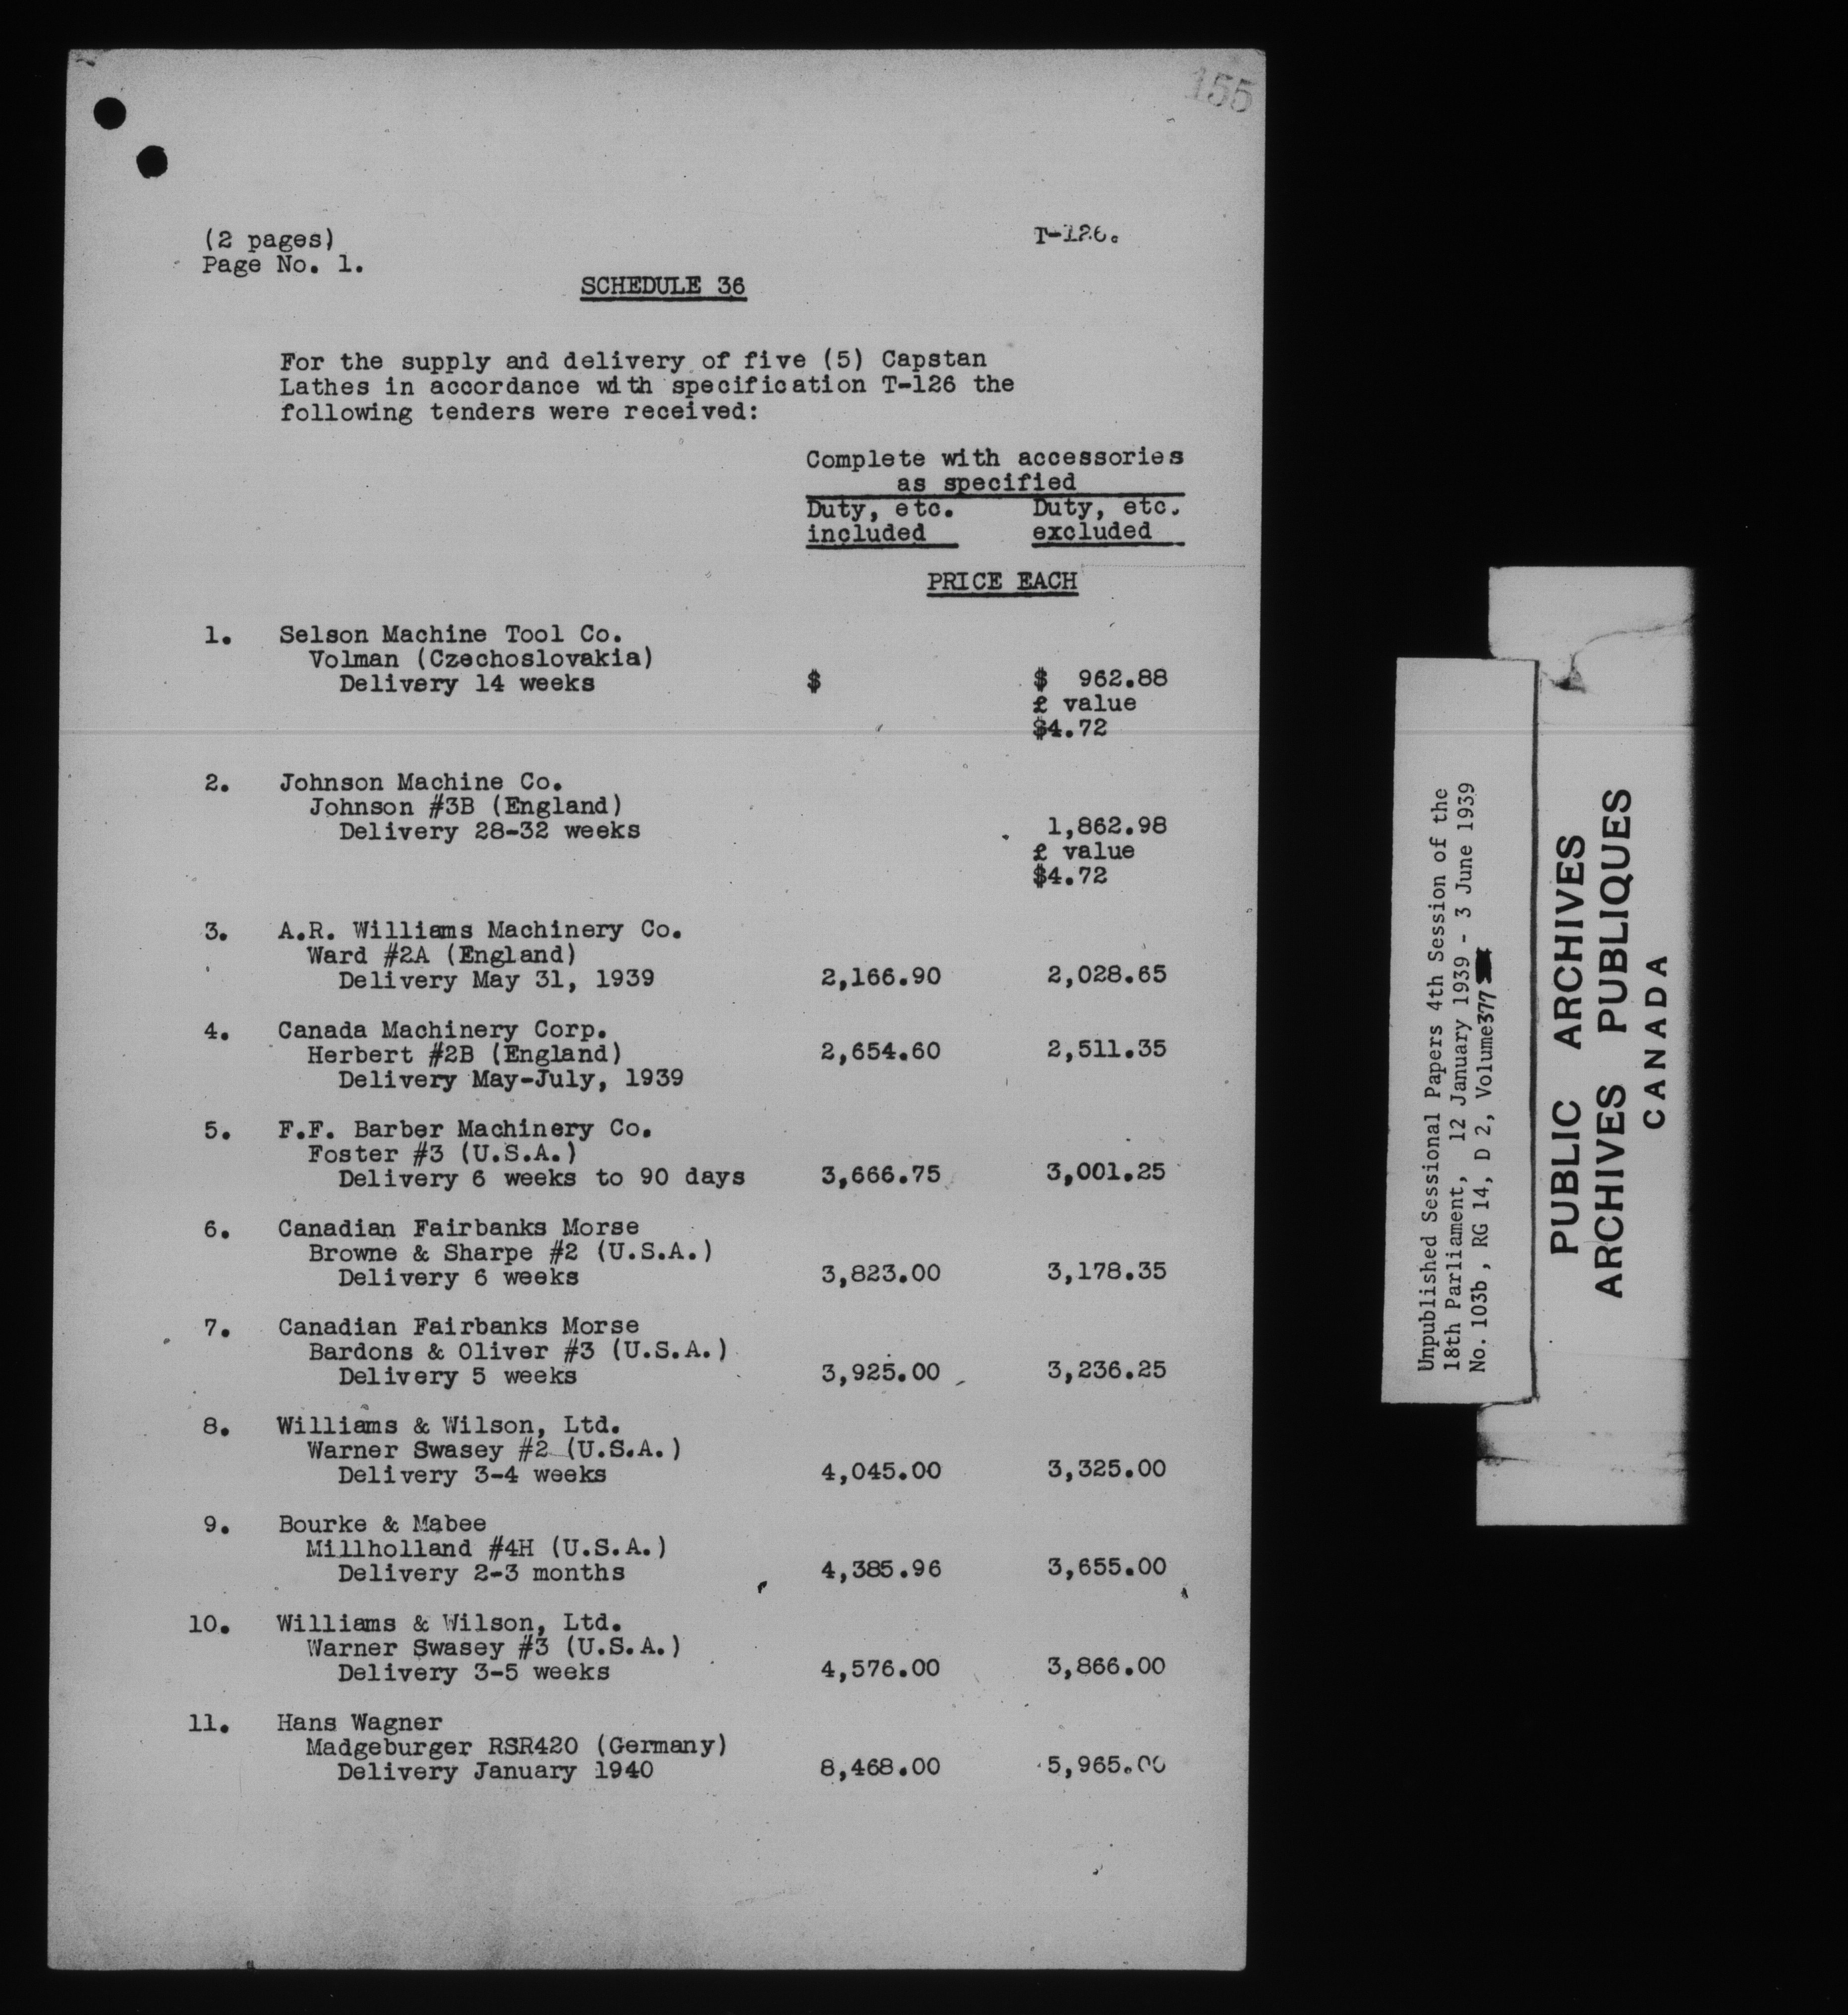 155
(2 pages)
Page No. 1.
T-126.
SCHEDULE 36
For the supply and delivery of five (5) Capstan
Lathes in accordance with specification T-126 the
following tenders were received:
Complete with accessories
as specified
Duty, etc. Duty, etc.
included excluded
PRICE EACH
1. Selson Machine Tool Co.
Volman (Czechoslovakia)
Delivery 14 weeks $ $ 962.88
£ value
$4.72
2. Johnson Machine Co.
Johnson #3B (England)
Delivery 28-32 weeks 1,862.98
£ value
$4.72
3. A.R. Williams Machinery Co.
Ward #2A (England)
Delivery May 31, 1939 2,166.90 2,028.65
4. Canada Machinery Corp.
Herbert #2B (England) 2,654.60 2,511.35
Delivery May-July, 1939
5. F.F. Barber Machinery Co.
Foster #3 (U.S.A.)
Delivery 6 weeks to 90 days 3,666.75 3,001.25
6. Canadian Fairbanks Morse
Browne & Sharpe #2 (U.S.A.)
Delivery 6 weeks 3,823.00 3,178.35
7. Canadian Fairbanks Morse
Bardons & Oliver #3 (U.S.A.)
Delivery 5 weeks 3,925.00 3,236.25
8. Williams & Wilson, Ltd.
Warner Swasey #2 (U.S.A.)
Delivery 3-4 weeks 4,045.00 3,325.00
9. Bourke & Mabee
Millholland #4H (U.S.A.)
Delivery 2-3 months 4,385.96 3,655.00
10. Williams & Wilson, Ltd.
Warner Swasey #3 (U.S.A.)
Delivery 3-5 weeks 4,576.00 3,866.00
11. Hans Wagner
Madgeburger RSR420 (Germany)
Delivery January 1940 8,468.00 5,965.00
Unpublished Sessional Papers 4th Session of the
18th Parliament, 12 January 1939 - 3 June 1939
No. 103b, RG 14, D 2, Volume 377
PUBLIC ARCHIVES
ARCHIVES PUBLIQUES
CANADA